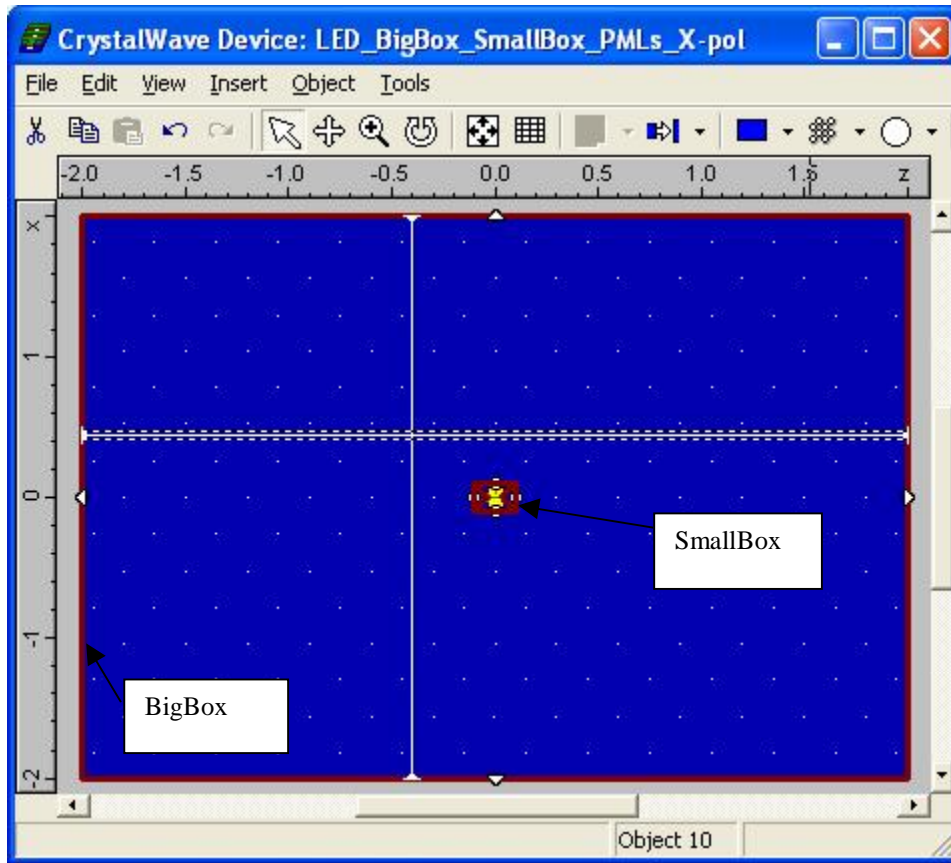 CrystalWave Device: LED_BigBox_SmallBox_PMLs_X-pol
File Edit View Insert Object Tools
-2.0 -1.5 -1.0 -0.5 0.0 0.5 1.0 1.5 z
x
1
0
SmallBox
-1
BigBox
-2
Object 10